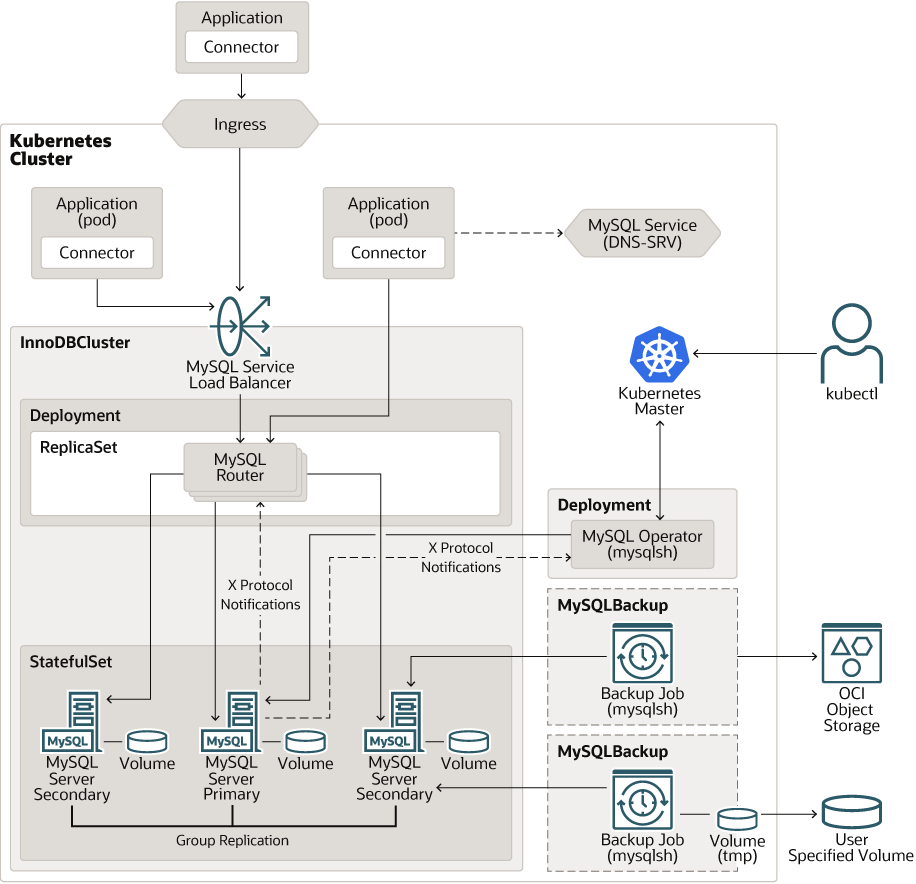 Application
Connector
Ingress
Kubernetes
Cluster
Application
(pod)
Connector
Application
(pod)
Connector
MySQL Service
(DNS-SRV)
InnoDBCluster
MySQL Service
Load Balancer
Kubernetes
Master
kubectl
Deployment
ReplicaSet
MySQL
Router
Deployment
MySQL Operator
(mysqlsh)
X Protocol
Notifications
X Protocol
Notifications
MySQLBackup
Backup Job
(mysqlsh)
OCI
Object
Storage
StatefulSet
MySQL
MySQL
Server
Secondary
Volume
MySQL
MySQL
Server
Primary
Volume
MySQL
MySQL
Server
Secondary
Volume
Group Replication
MySQLBackup
Backup Job
(mysqlsh)
Volume
(tmp)
User
Specified Volume